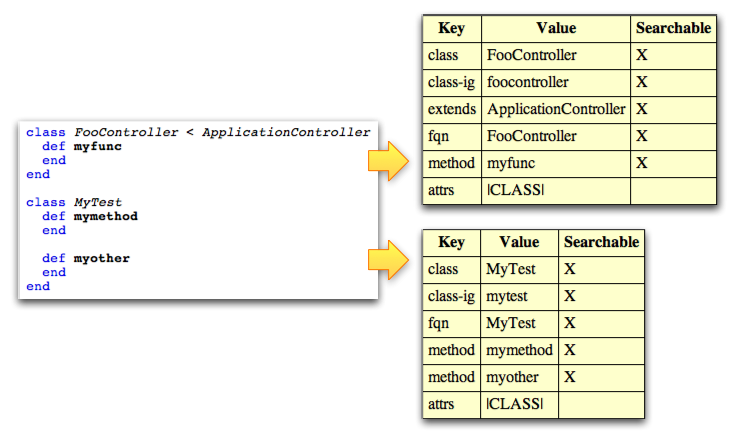 class FooController < ApplicationController
def myfunc
end
end
class MyTest
def mymethod
end
def myother
end
end
Key Value Searchable
class FooController X
class-ig foocontroller X
extends ApplicationController X
fqn FooController X
method myfunc X
attrs |CLASS|
Key Value Searchable
class MyTest X
class-ig mytest X
fqn MyTest X
method mymethod X
method myother X
attrs |CLASS|